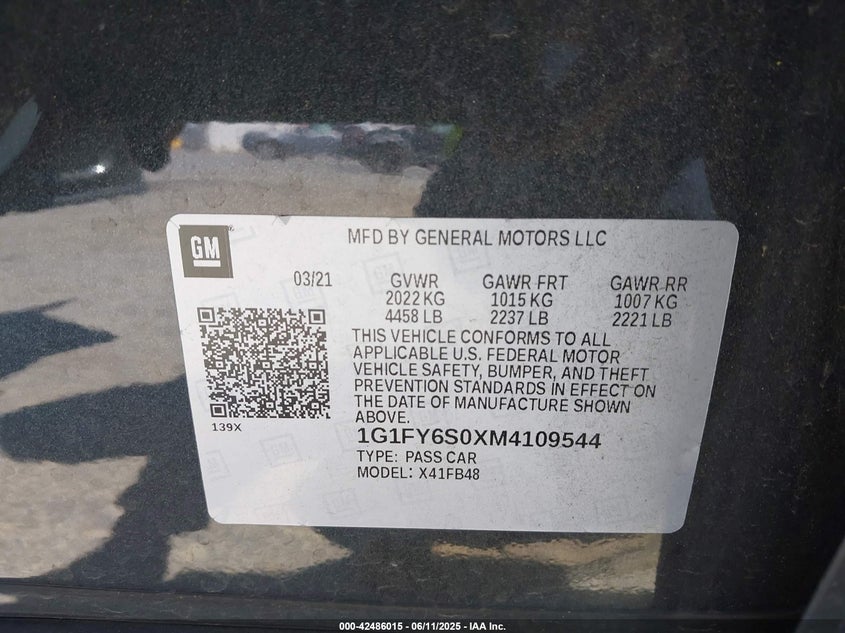 GM
MFD BY GENERAL MOTORS LLC
03/21 GVWR GAWR FRT GAWR RR
2022 KG 1015 KG 1007 KG
4458 LB 2237 LB 2221 LB
THIS VEHICLE CONFORMS TO ALL
APPLICABLE U.S. FEDERAL MOTOR
VEHICLE SAFETY, BUMPER, AND THEFT
PREVENTION STANDARDS IN EFFECT ON
THE DATE OF MANUFACTURE SHOWN
ABOVE.
139X
1G1FY6S0XM4109544
TYPE: PASS CAR
MODEL: X41FB48
000-42486015 - 06/11/2025 - IAA Inc.